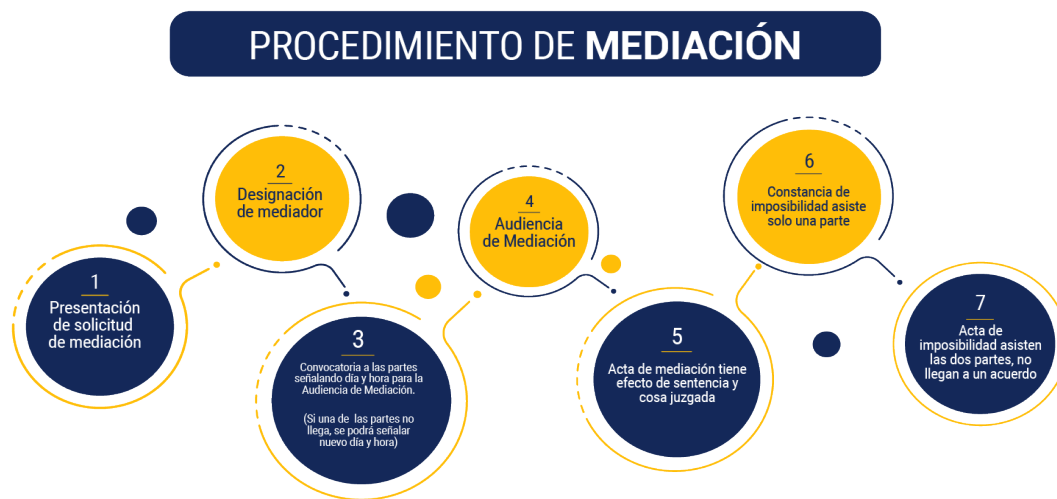 PROCEDIMIENTO DE MEDIACIÓN
1
Presentación
de solicitud
de mediación
2
Designación
de mediador
3
Convocatoria a las partes
señalando día y hora para la
Audiencia de Mediación.
(Si una de las partes no
llega, se podrá señalar
nuevo día y hora)
4
Audiencia
de Mediación
5
Acta de mediación tiene
efecto de sentencia y
cosa juzgada
6
Constancia de
imposibilidad asiste
solo una parte
7
Acta de
imposibilidad asisten
las dos partes, no
llegan a un acuerdo